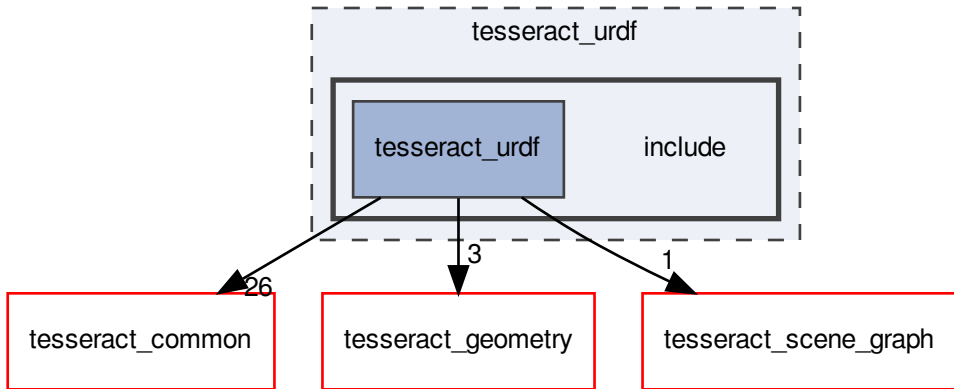 tesseract_urdf
tesseract_urdf
include
26
3
1
tesseract_common
tesseract_geometry
tesseract_scene_graph